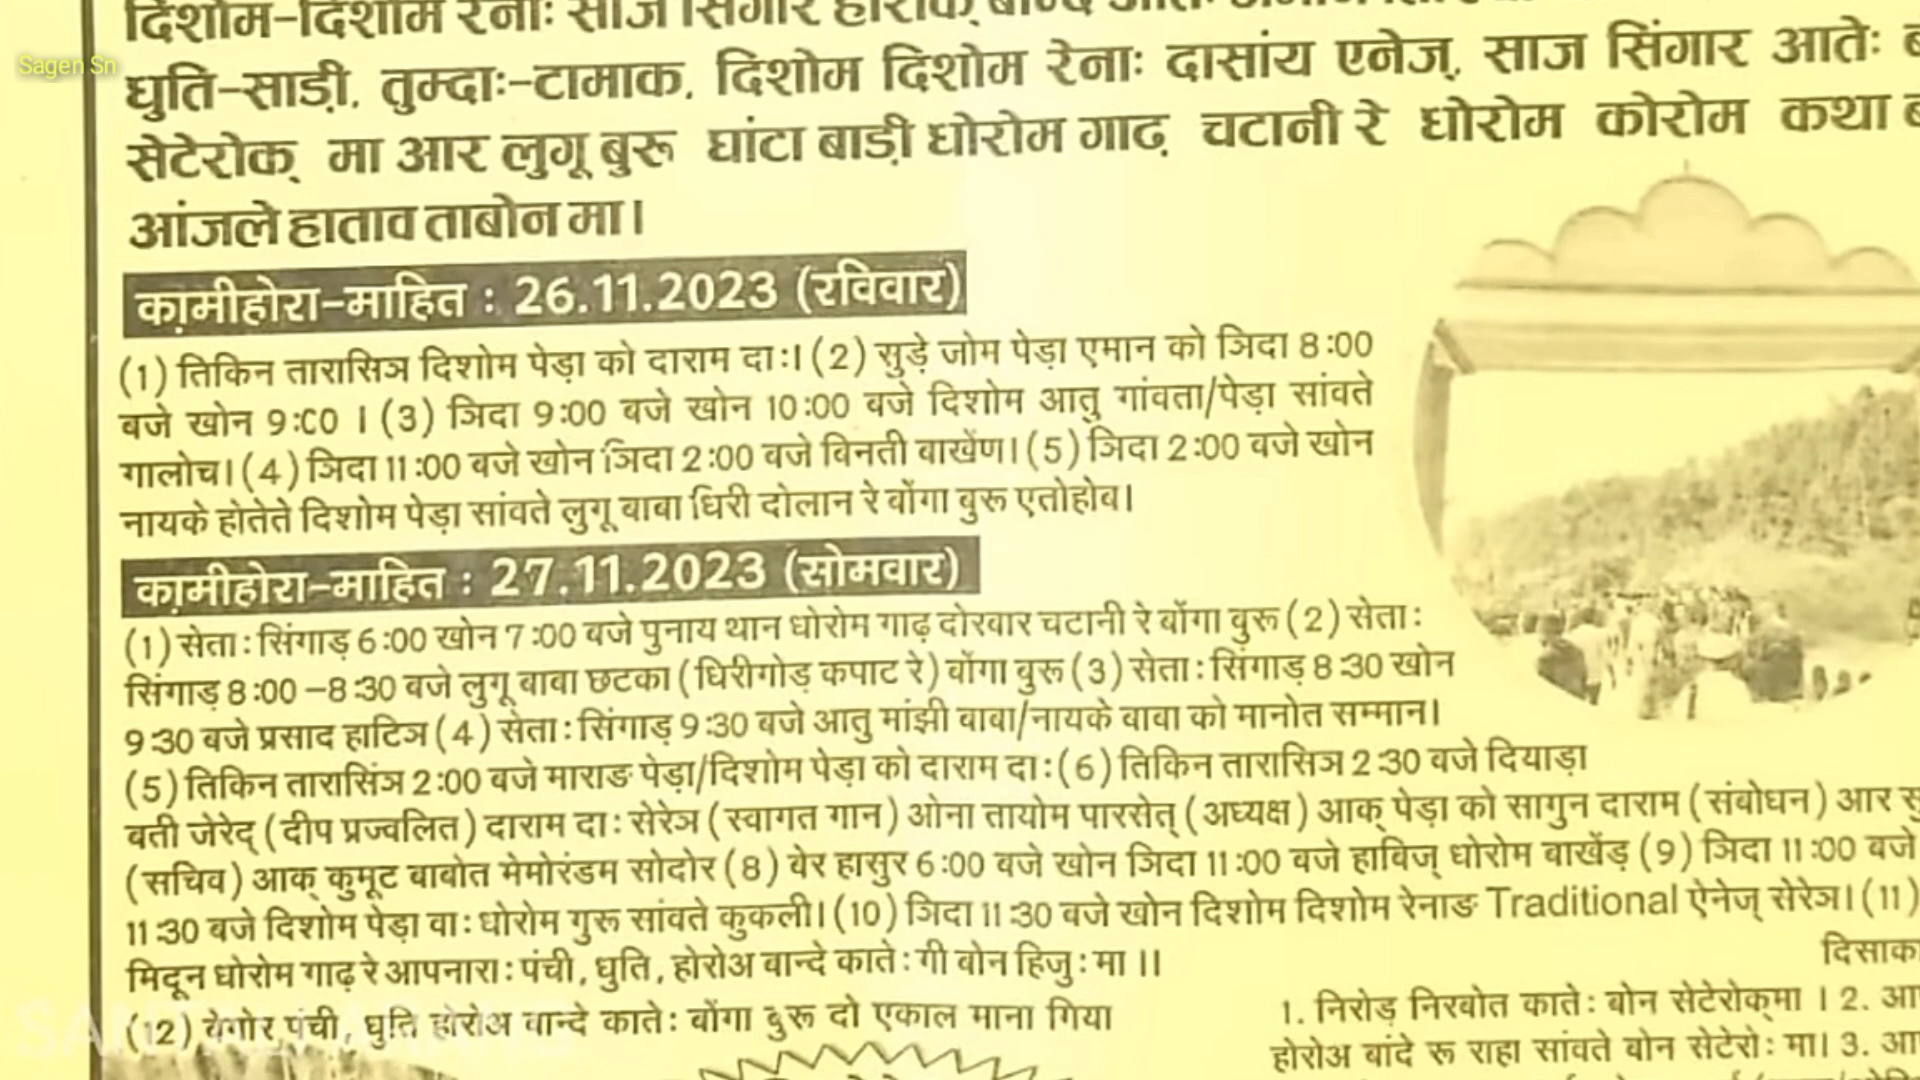 दिशोम-दिशोम रेनाः साज सिंगार होरोक् बान्दे
Sagen Sn
धुति-साड़ी, तुम्दाः-टामाक, दिशोम दिशोम रेनाः दासांय एनेज्, साज सिंगार आतेः
सेटेरोक् मा आर लुगू बुरू घांटा बाड़ी धोरोम गाढ़ चटानी रे धोरोम कोरोम कथा
आंजले हाताव ताबोन मा।
का़मीहोरा-माहित : 26.11.2023 (रविवार)
(1) तिकिन तारासिञ दिशोम पेड़ा को दाराम दाः। (2) सुड़े जोम पेड़ा एमान को ञिदा 8:00
बजे खोन 9:00 । (3) ञिदा 9:00 बजे खोन 10:00 बजे दिशोम आतु गांवता/पेड़ा सांवते
गालोच। (4) ञिदा 11:00 बजे खोन ञिदा 2:00 बजे बिनती बाखेंण। (5) ञिदा 2:00 बजे खोन
नायके होतेते दिशोम पेड़ा सांवते लुगू बाबा धिरी दोलान रे बोंगा बुरू एतोहोब।
का़मीहोरा-माहित : 27.11.2023 (सोमवार)
(1) सेताः सिंगाड़ 6:00 खोन 7:00 बजे पुनाय थान धोरोम गाढ़ दोरबार चटानी रे बोंगा बुरू (2) सेताः
सिंगाड़ 8:00 –8:30 बजे लुगू बाबा छटका (धिरीगोड़ कपाट रे) बोंगा बुरू (3) सेताः सिंगाड़ 8:30 खोन
9:30 बजे प्रसाद हाटिञ (4) सेताः सिंगाड़ 9:30 बजे आतु मांझी बाबा/नायके बाबा को मानोत सम्मान।
(5) तिकिन तारासिंञ 2:00 बजे माराङ पेड़ा/दिशोम पेड़ा को दाराम दाः (6) तिकिन तारासिञ 2:30 बजे दियाड़ा
बती जेरेद् (दीप प्रज्वलित) दाराम दाः सेरेञ (स्वागत गान) ओना तायोम पारसेत् (अध्यक्ष) आक् पेड़ा को सागुन दाराम (संबोधन) आर
(सचिव) आक् कुमूट बाबोत मेमोरंडम सोदोर (8) बेर हासुर 6:00 बजे खोन ञिदा 11:00 बजे हाबिज् धोरोम बाखेंड़ (9) ञिदा 11:00 बजे
11:30 बजे दिशोम पेड़ा वाः धोरोम गुरू सांवते कुकली। (10) ञिदा 11:30 बजे खोन दिशोम दिशोम रेनाङ Traditional ऐनेज् सेरेञ। (11)
मिदून धोरोम गाढ़ रे आपनाराः पंची, धुति, होरोअ बान्दे कातेः गी बोन हिजुः मा ।।
(12) बेगोर पंची, धुति होरोअ बान्दे कातेः बोंगा बुरू दो एकाल माना गिया
1. निरोड़ निरबोत कातेः बोन सेटेरोक्मा । 2.
होरोअ बांदे रू राहा सांवते बोन सेटेरोः मा। 3.